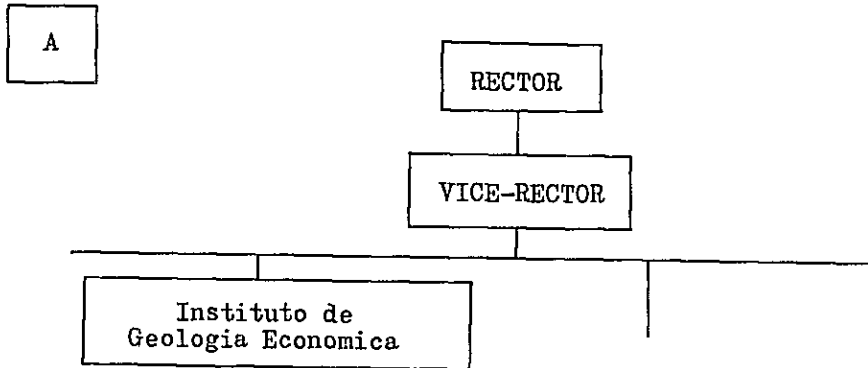 A
RECTOR
VICE-RECTOR
Instituto de
Geologia Economica